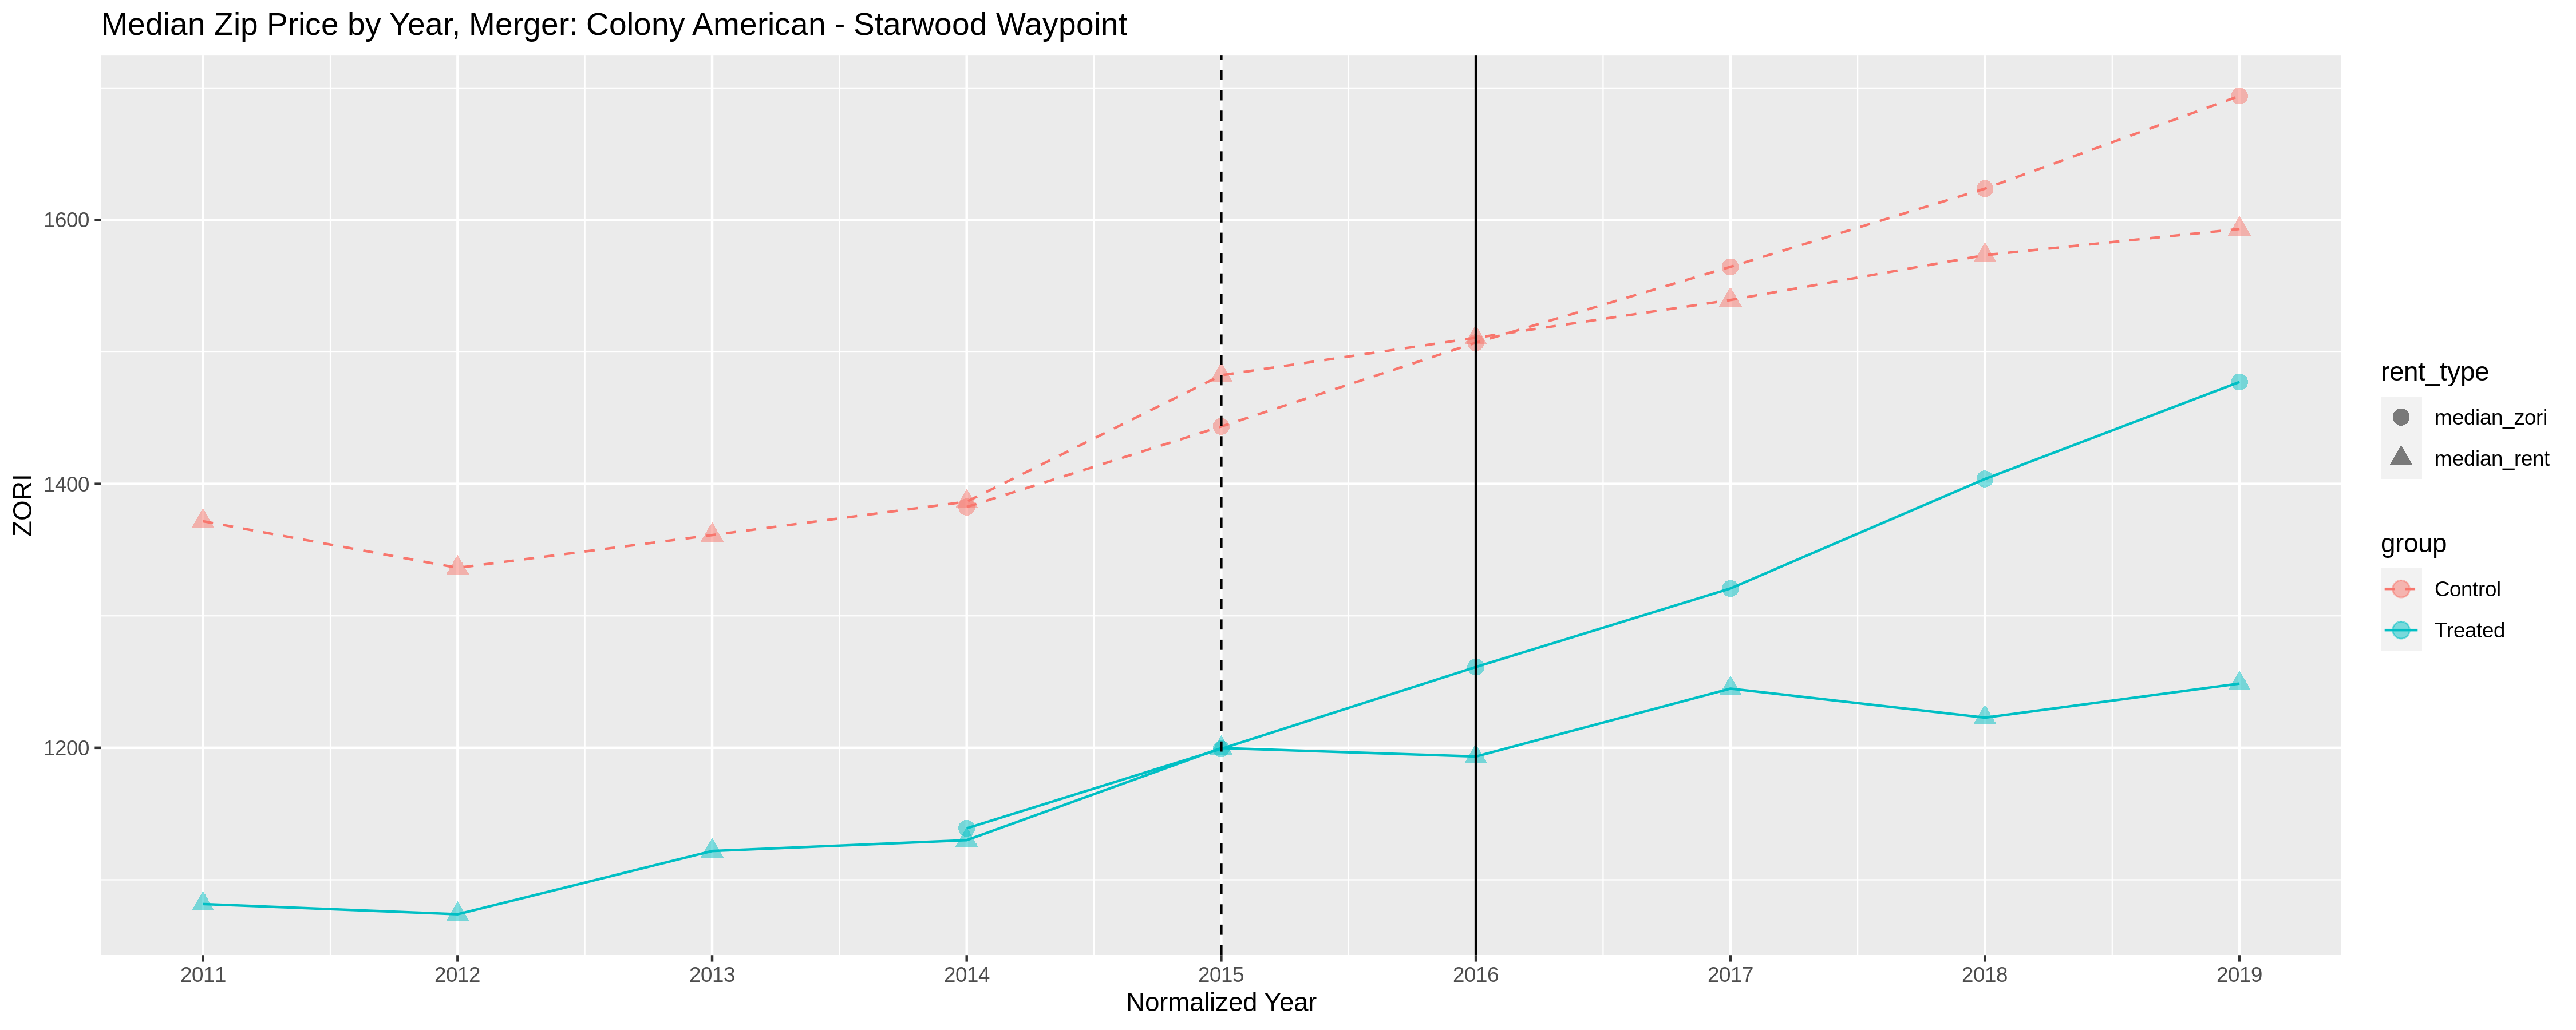 Median Zip Price by Year, Merger: Colony American - Starwood Waypoint
ZORI
1600
1400
1200
2011 2012 2013 2014 2015 2016 2017 2018 2019
Normalized Year
rent_type
median_zori
median_rent
group
Control
Treated